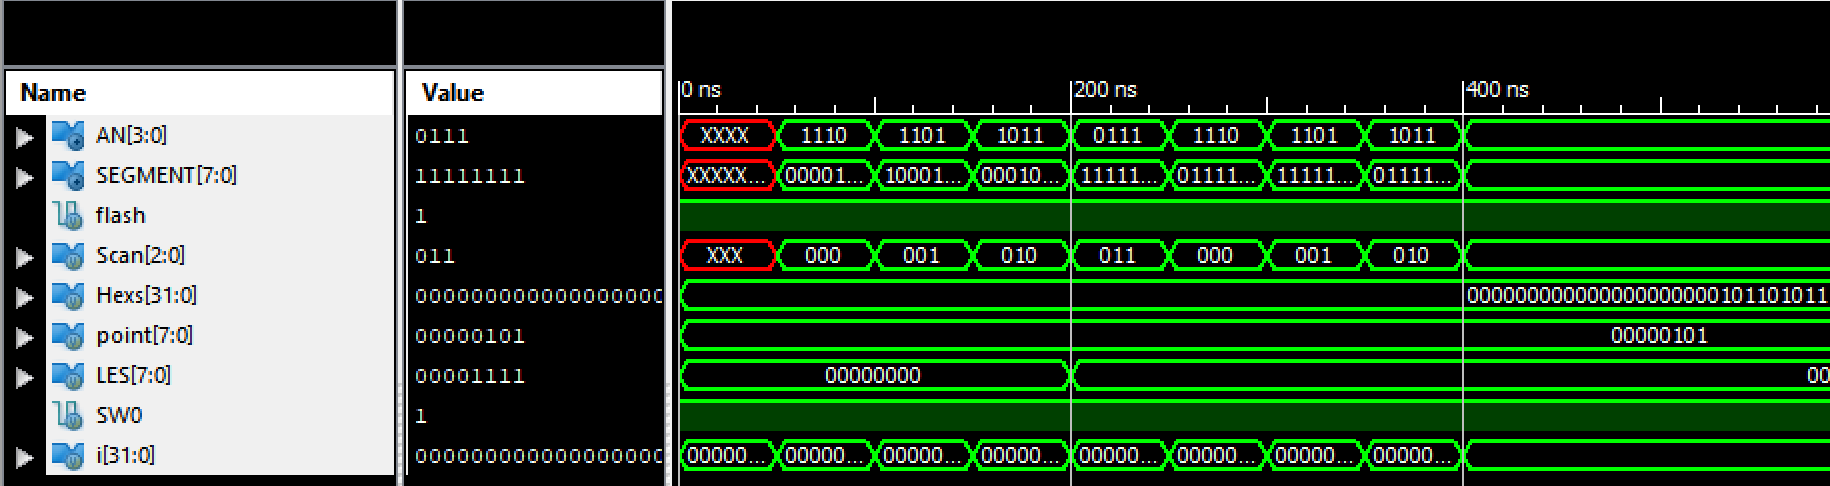 Name Value 0 ns 200 ns 400 ns
AN[3:0] 0111 XXXX 1110 1101 1011 0111 1110 1101 1011
SEGMENT[7:0] 11111111 XXXXX... 00001... 10001... 00010... 11111... 01111... 11111... 01111...
flash 1
Scan[2:0] 011 XXX 000 001 010 011 000 001 010
Hexs[31:0] 0000000000000000000 00000000000000000000101101011
point[7:0] 00000101 00000101
LES[7:0] 00001111 00000000 00
SW0 1
i[31:0] 0000000000000000000 00000... 00000... 00000... 00000... 00000... 00000... 00000... 00000...